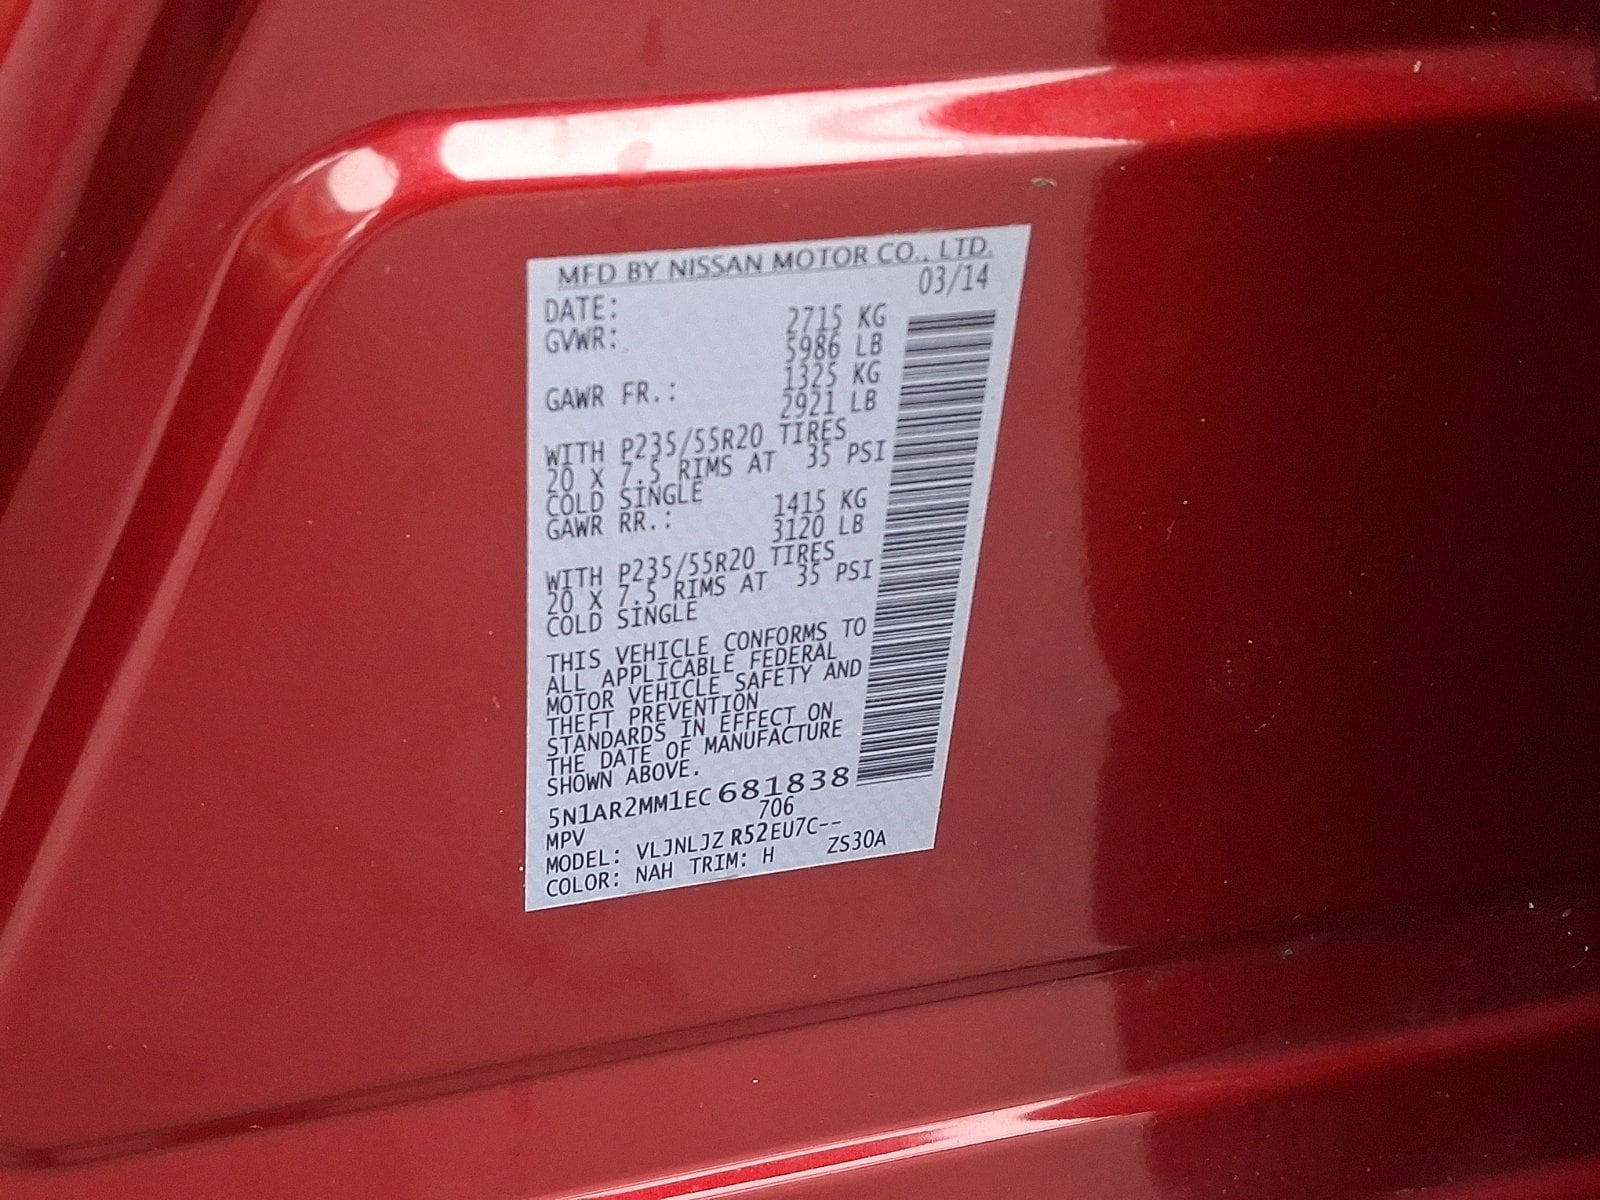 MFD BY NISSAN MOTOR CO., LTD.
DATE: 03/14
GVWR: 2715 KG
5986 LB
GAWR FR.: 1325 KG
2921 LB
WITH P235/55R20 TIRES
20 X 7.5 RIMS AT 35 PSI
COLD SINGLE
GAWR RR.: 1415 KG
3120 LB
WITH P235/55R20 TIRES
20 X 7.5 RIMS AT 35 PSI
COLD SINGLE
THIS VEHICLE CONFORMS TO
ALL APPLICABLE FEDERAL
MOTOR VEHICLE SAFETY AND
THEFT PREVENTION
STANDARDS IN EFFECT ON
THE DATE OF MANUFACTURE
SHOWN ABOVE.
5N1AR2MM1EC681838
MPV 706
MODEL: VLJNLJZ R52EU7C--
COLOR: NAH TRIM: H ZS30A